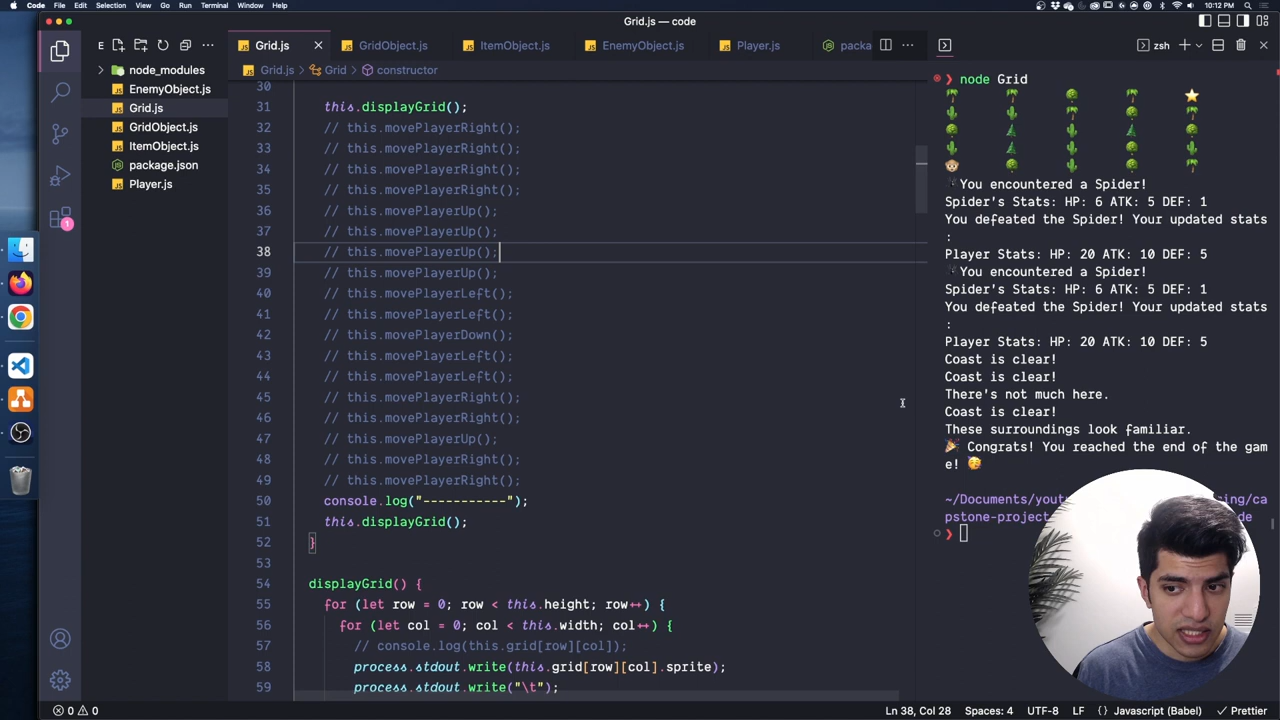 Code File Edit Selection View Go Run Terminal Window Help
10:12 PM
Grid.js — code
E
Grid.js GridObject.js ItemObject.js EnemyObject.js Player.js packa
zsh
Grid.js > Grid > constructor
node_modules
EnemyObject.js
Grid.js
GridObject.js
ItemObject.js
package.json
Player.js
1
30
31 this.displayGrid();
32 // this.movePlayerRight();
33 // this.movePlayerRight();
34 // this.movePlayerRight();
35 // this.movePlayerRight();
36 // this.movePlayerUp();
37 // this.movePlayerUp();
38 // this.movePlayerUp();
39 // this.movePlayerUp();
40 // this.movePlayerLeft();
41 // this.movePlayerLeft();
42 // this.movePlayerDown();
43 // this.movePlayerLeft();
44 // this.movePlayerLeft();
45 // this.movePlayerRight();
46 // this.movePlayerRight();
47 // this.movePlayerUp();
48 // this.movePlayerRight();
49 // this.movePlayerRight();
50 console.log("-----------");
51 this.displayGrid();
52 }
53
54 displayGrid() {
55 for (let row = 0; row < this.height; row++) {
56 for (let col = 0; col < this.width; col++) {
57 // console.log(this.grid[row][col]);
58 process.stdout.write(this.grid[row][col].sprite);
59 process.stdout.write("\t");
❯ node Grid
You encountered a Spider!
Spider's Stats: HP: 6 ATK: 5 DEF: 1
You defeated the Spider! Your updated stats
:
Player Stats: HP: 20 ATK: 10 DEF: 5
You encountered a Spider!
Spider's Stats: HP: 6 ATK: 5 DEF: 1
You defeated the Spider! Your updated stats
:
Player Stats: HP: 20 ATK: 10 DEF: 5
Coast is clear!
Coast is clear!
There's not much here.
Coast is clear!
These surroundings look familiar.
🎉 Congrats! You reached the end of the gam
e! 🥳
~/Documents/
pstone-project
❯
0 0
Ln 38, Col 28 Spaces: 4 UTF-8 LF {} Javascript (Babel) Prettier